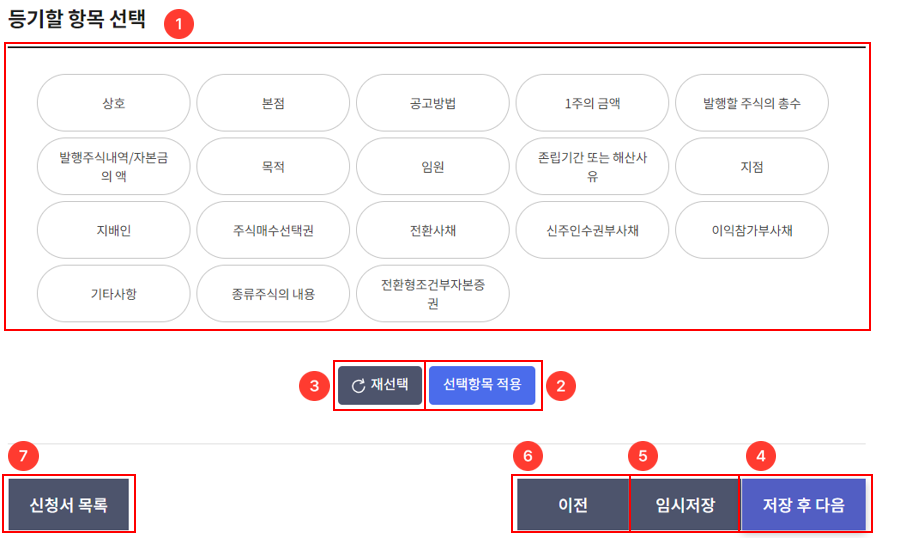 등기할 항목 선택 1
상호 본점 공고방법 1주의 금액 발행할 주식의 총수
발행주식내역/자본금
의 액
목적 임원
존립기간 또는 해산사
유
지점
지배인 주식매수선택권 전환사채 신주인수권부사채 이익참가부사채
기타사항 종류주식의 내용
전환형조건부자본증
권
3 재선택 선택항목 적용 2
7 6 5 4
신청서 목록 이전 임시저장 저장 후 다음